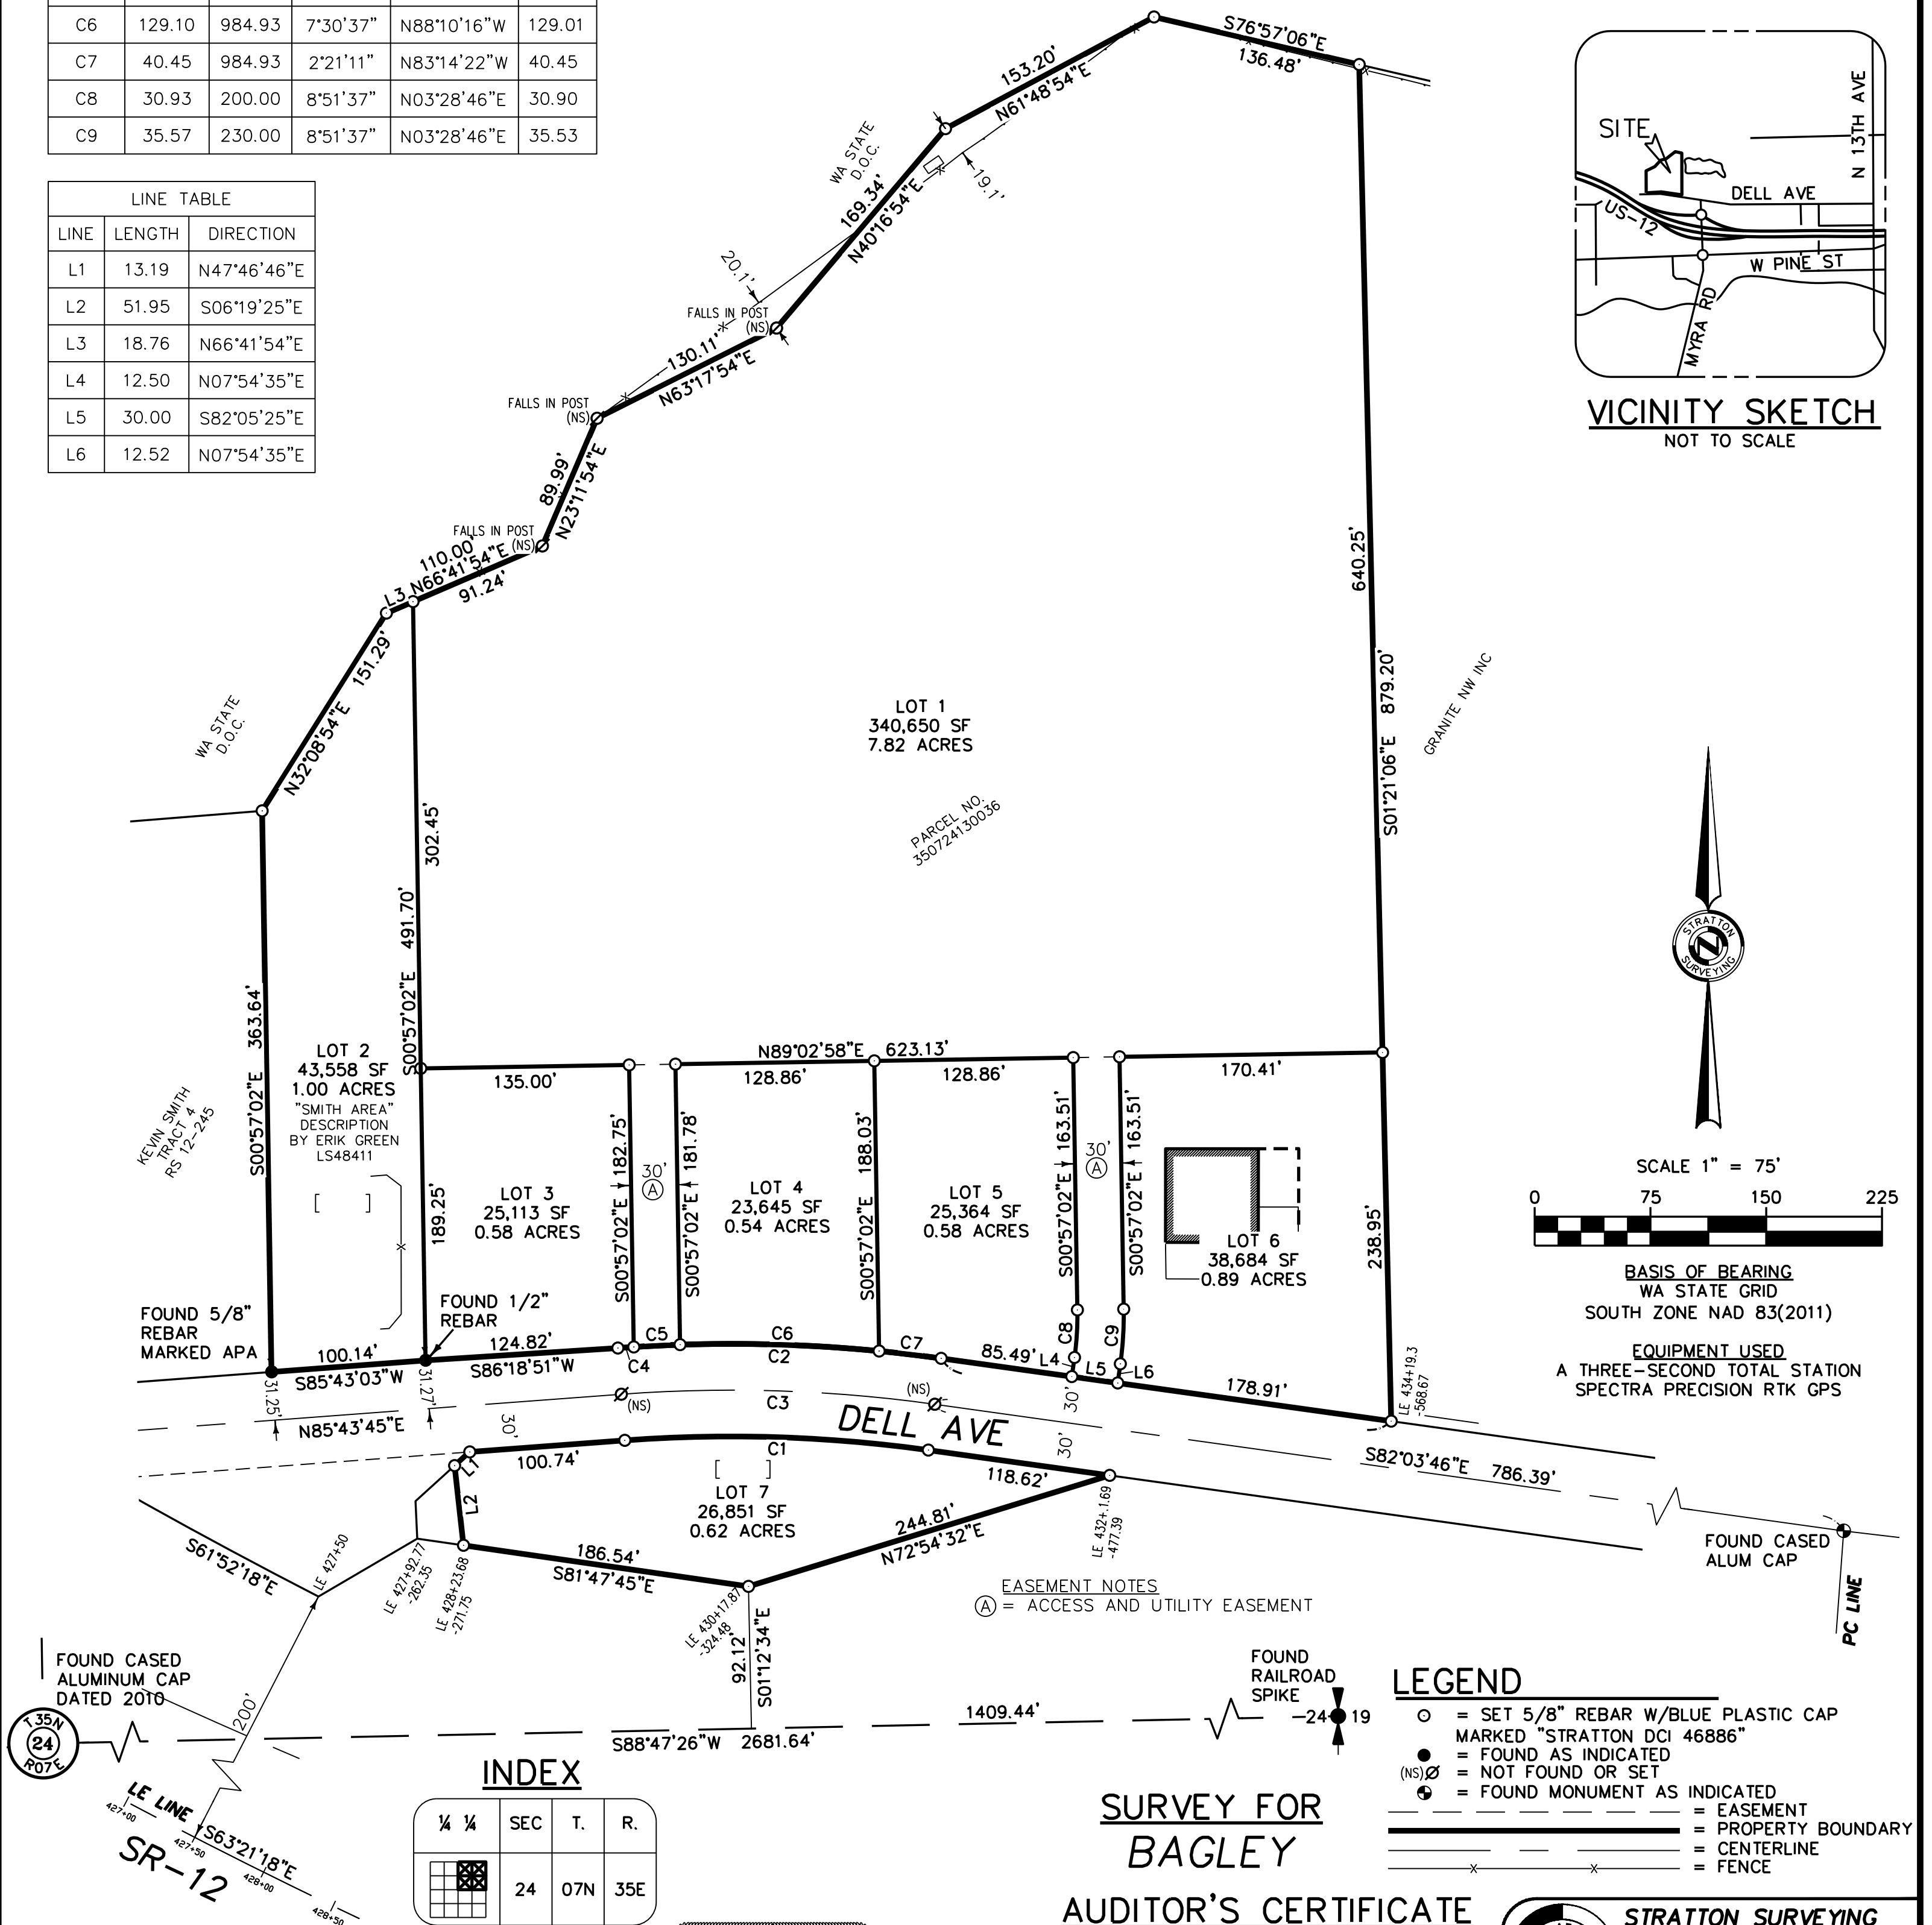 C6 129.10 984.93 7°30'37" N88°10'16"W 129.01
C7 40.45 984.93 2°21'11" N83°14'22"W 40.45
C8 30.93 200.00 8°51'37" N03°28'46"E 30.90
C9 35.57 230.00 8°51'37" N03°28'46"E 35.53
LINE TABLE
LINE LENGTH DIRECTION
L1 13.19 N47°46'46"E
L2 51.95 S06°19'25"E
L3 18.76 N66°41'54"E
L4 12.50 N07°54'35"E
L5 30.00 S82°05'25"E
L6 12.52 N07°54'35"E
S76°57'06"E
136.48'
153.20'
N61°48'54"E
WA STATE
D.O.C.
169.34'
N40°16'54"E
19.1'
20.1'
FALLS IN POST
(NS)
130.11'
N63°17'54"E
FALLS IN POST
(NS)
89.99'
N23°11'54"E
FALLS IN POST
(NS)
110.00'
N66°41'54"E
91.24'
L3
151.29'
N32°08'54"E
WA STATE
D.O.C.
SITE
N 13TH AVE
DELL AVE
US-12
W PINE ST
MYRA RD
VICINITY SKETCH
NOT TO SCALE
640.25'
S01°21'06"E 879.20'
GRANITE NW INC
LOT 1
340,650 SF
7.82 ACRES
PARCEL NO.
350724130036
302.45'
S00°57'02"E 491.70'
S00°57'02"E 363.64'
LOT 2
43,558 SF
1.00 ACRES
"SMITH AREA"
DESCRIPTION
BY ERIK GREEN
LS48411
KEVIN SMITH
TRACT 4
RS 12-245
[ ]
N89°02'58"E 623.13'
135.00'
128.86'
128.86'
170.41'
189.25'
LOT 3
25,113 SF
0.58 ACRES
S00°57'02"E 182.75'
30'
A
S00°57'02"E 181.78'
LOT 4
23,645 SF
0.54 ACRES
S00°57'02"E 188.03'
LOT 5
25,364 SF
0.58 ACRES
S00°57'02"E 163.51'
30'
A
S00°57'02"E 163.51'
LOT 6
38,684 SF
0.89 ACRES
238.95'
STRATTON
N
SURVEYING
SCALE 1" = 75'
0 75 150 225
BASIS OF BEARING
WA STATE GRID
SOUTH ZONE NAD 83(2011)
EQUIPMENT USED
A THREE-SECOND TOTAL STATION
SPECTRA PRECISION RTK GPS
FOUND 5/8"
REBAR
MARKED APA
FOUND 1/2"
REBAR
100.14'
S85°43'03"W
124.82'
S86°18'51"W
C4
C5
C6
C2
C7
85.49'
C8
L4
L5
C9
L6
178.91'
LE 434+19.3
-568.67
31.25'
31.27'
N85°43'45"E
30'
(NS)
C3
(NS)
DELL AVE
30'
30'
S82°03'46"E 786.39'
L1
100.74'
C1
118.62'
L2
[ ]
LOT 7
26,851 SF
0.62 ACRES
244.81'
N72°54'32"E
LE 432+.1.69
-477.39
186.54'
S81°47'45"E
S61°52'18"E
LE 427+50
LE 427+92.77
-262.35
LE 428+23.68
-271.75
LE 430+17.87
-324.48
92.12'
S01°12'34"E
EASEMENT NOTES
A = ACCESS AND UTILITY EASEMENT
FOUND CASED
ALUM CAP
PC LINE
FOUND CASED
ALUMINUM CAP
DATED 2010
T 35N
24
R07E
200'
S88°47'26"W 2681.64'
1409.44'
FOUND
RAILROAD
SPIKE
24 19
LE LINE
427+00
427+50
S63°21'18"E
428+00
428+50
SR-12
INDEX
¼ ¼ SEC T. R.
24 07N 35E
LEGEND
= SET 5/8" REBAR W/BLUE PLASTIC CAP
MARKED "STRATTON DCI 46886"
= FOUND AS INDICATED
(NS) = NOT FOUND OR SET
= FOUND MONUMENT AS INDICATED
= EASEMENT
= PROPERTY BOUNDARY
= CENTERLINE
= FENCE
SURVEY FOR
BAGLEY
AUDITOR'S CERTIFICATE
STRATTON SURVEYING